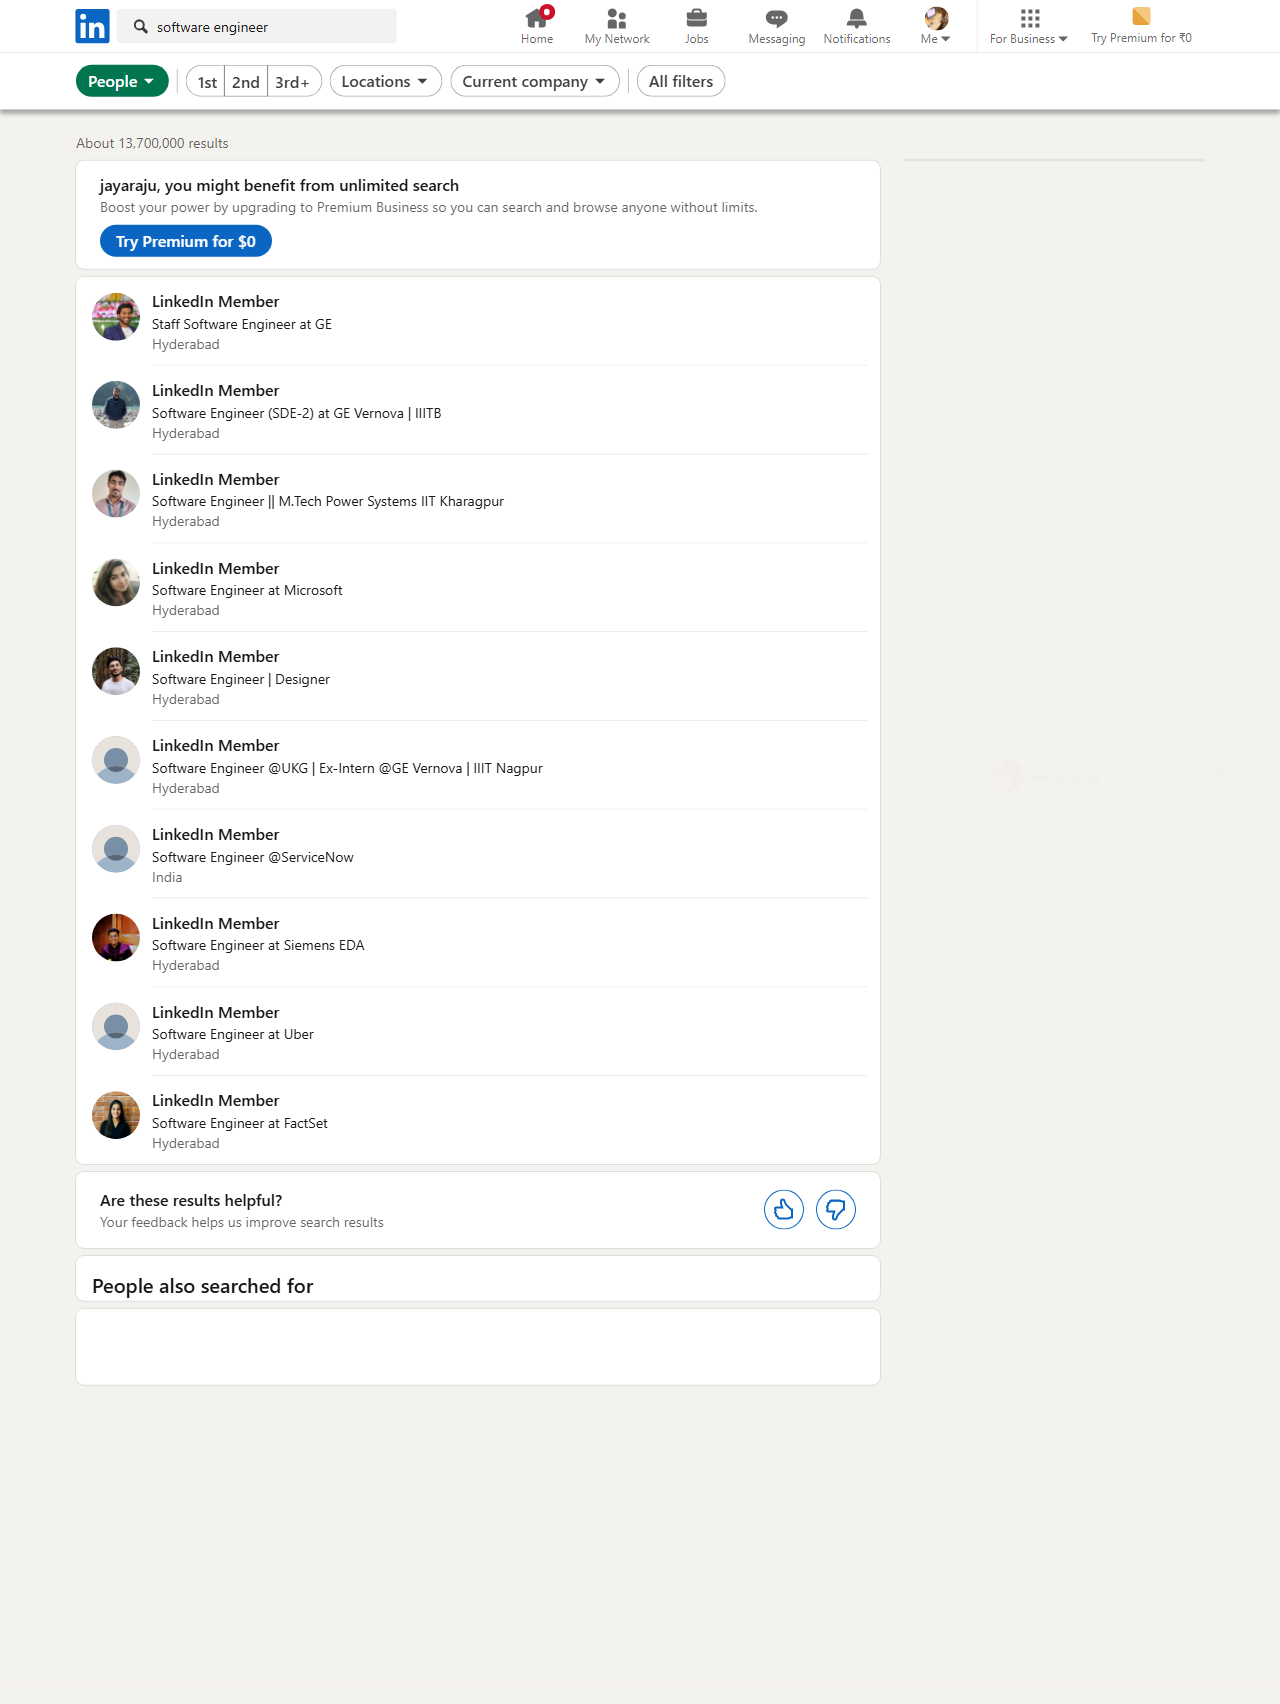 in
software engineer
Home
My Network
Jobs
Messaging
Notifications
Me
For Business
Try Premium for ₹0
People
1st
2nd
3rd+
Locations
Current company
All filters
About 13,700,000 results
jayaraju, you might benefit from unlimited search
Boost your power by upgrading to Premium Business so you can search and browse anyone without limits.
Try Premium for $0
LinkedIn Member
Staff Software Engineer at GE
Hyderabad
LinkedIn Member
Software Engineer (SDE-2) at GE Vernova | IIITB
Hyderabad
LinkedIn Member
Software Engineer || M.Tech Power Systems IIT Kharagpur
Hyderabad
LinkedIn Member
Software Engineer at Microsoft
Hyderabad
LinkedIn Member
Software Engineer | Designer
Hyderabad
LinkedIn Member
Software Engineer @UKG | Ex-Intern @GE Vernova | IIIT Nagpur
Hyderabad
Messaging
LinkedIn Member
Software Engineer @ServiceNow
India
LinkedIn Member
Software Engineer at Siemens EDA
Hyderabad
LinkedIn Member
Software Engineer at Uber
Hyderabad
LinkedIn Member
Software Engineer at FactSet
Hyderabad
Are these results helpful?
Your feedback helps us improve search results
People also searched for